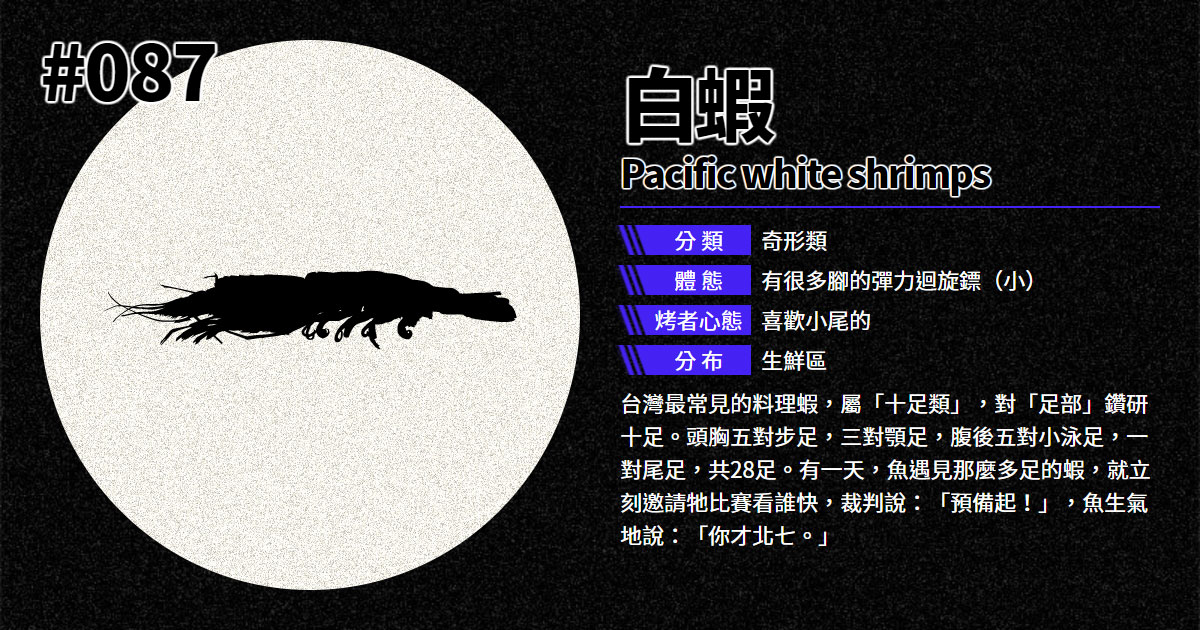 #087
白蝦
Pacific white shrimps
分類 奇形類
體態 有很多腳的彈力迴旋鏢（小）
烤者心態 喜歡小尾的
分布 生鮮區
台灣最常見的料理蝦，屬「十足類」，對「足部」鑽研
十足。頭胸五對步足，三對顎足，腹後五對小泳足，一
對尾足，共28足。有一天，魚遇見那麼多足的蝦，就立
刻邀請牠比賽看誰快，裁判說：「預備起！」，魚生氣
地說：「你才北七。」